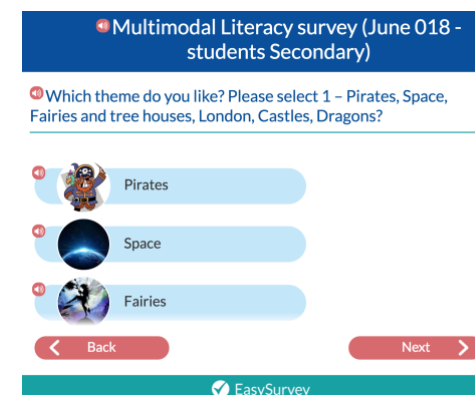 Multimodal Literacy survey (June 018 -
students Secondary)
Which theme do you like? Please select 1 – Pirates, Space,
Fairies and tree houses, London, Castles, Dragons?
Pirates
Space
Fairies
Back
Next
EasySurvey